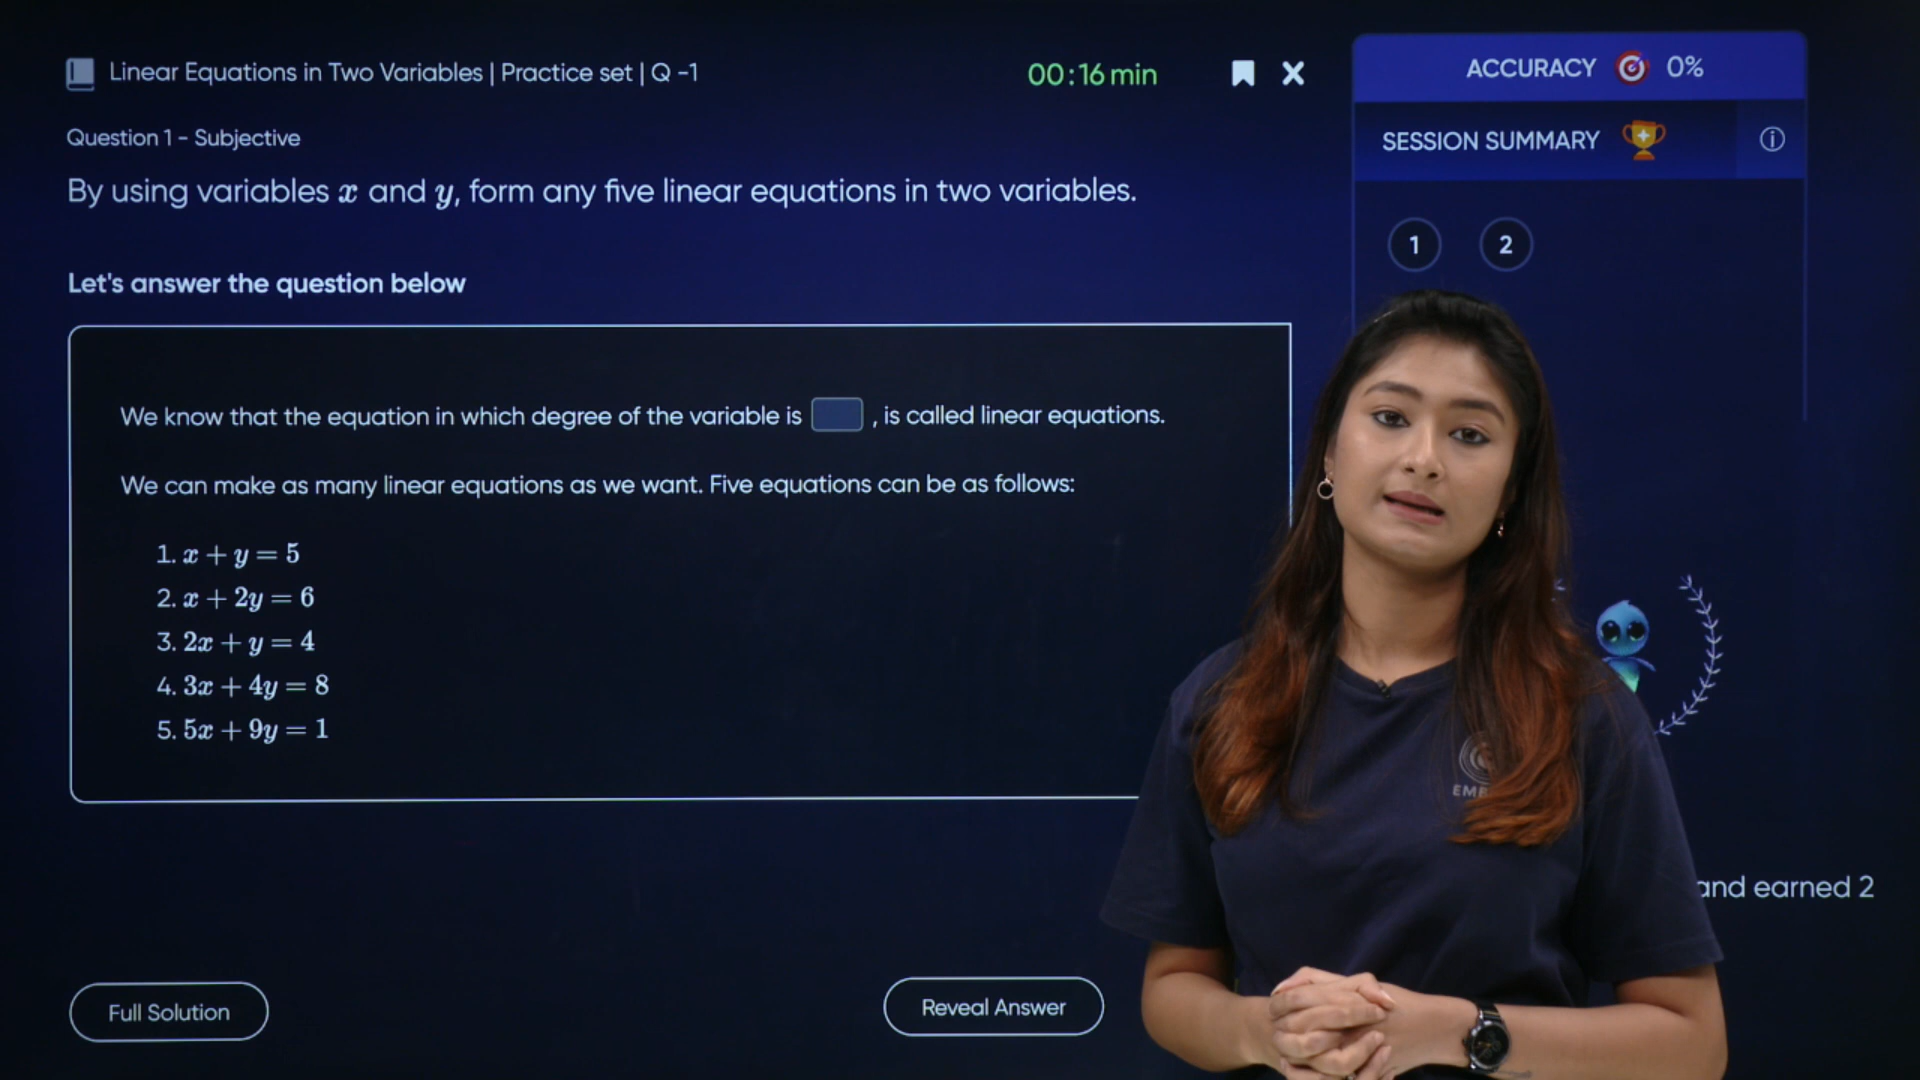 Linear Equations in Two Variables | Practice set | Q -1
00:16 min
ACCURACY 0%
SESSION SUMMARY
Question 1 - Subjective
By using variables x and y, form any five linear equations in two variables.
1 2
Let's answer the question below
We know that the equation in which degree of the variable is , is called linear equations.
We can make as many linear equations as we want. Five equations can be as follows:
1. x + y = 5
2. x + 2y = 6
3. 2x + y = 4
4. 3x + 4y = 8
5. 5x + 9y = 1
and earned 2
Full Solution
Reveal Answer